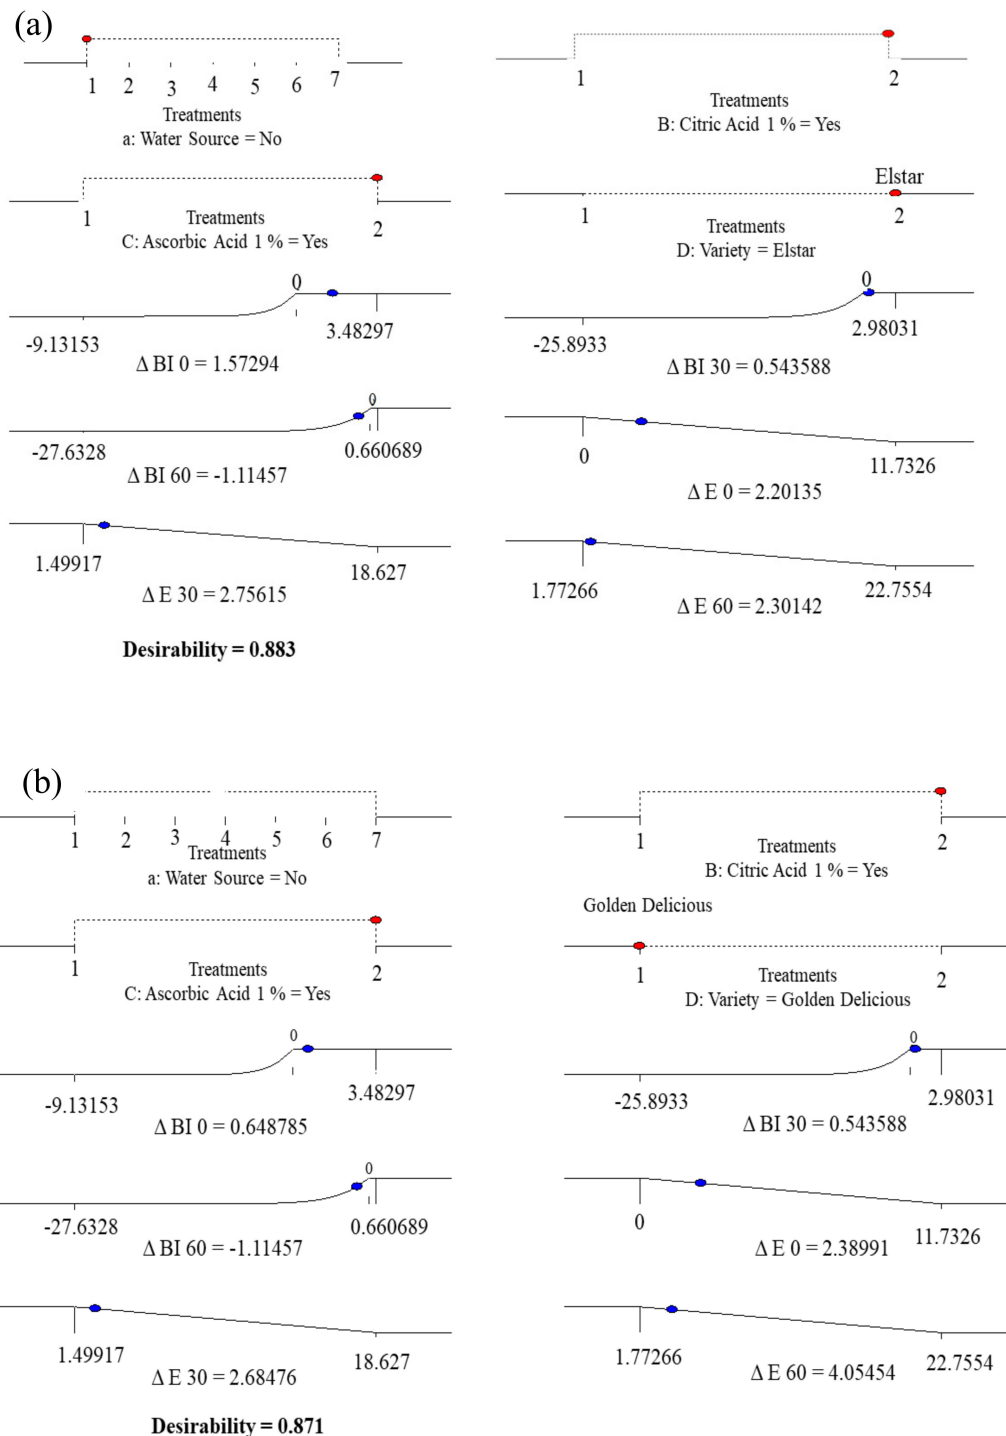 (a)
1 2 3 4 5 6 7
Treatments
a: Water Source = No
1 2
Treatments
B: Citric Acid 1 % = Yes
1 2
Treatments
C: Ascorbic Acid 1 % = Yes
Elstar
1 2
Treatments
D: Variety = Elstar
0
-9.13153 3.48297
Δ BI 0 = 1.57294
0
-25.8933 2.98031
Δ BI 30 = 0.543588
0
-27.6328 0.660689
Δ BI 60 = -1.11457
0 11.7326
Δ E 0 = 2.20135
1.49917 18.627
Δ E 30 = 2.75615
1.77266 22.7554
Δ E 60 = 2.30142
Desirability = 0.883
(b)
1 2 3 4 5 6 7
Treatments
a: Water Source = No
1 2
Treatments
B: Citric Acid 1 % = Yes
1 2
Treatments
C: Ascorbic Acid 1 % = Yes
Golden Delicious
1 2
Treatments
D: Variety = Golden Delicious
0
-9.13153 3.48297
Δ BI 0 = 0.648785
0
-25.8933 2.98031
Δ BI 30 = 0.543588
0
-27.6328 0.660689
Δ BI 60 = -1.11457
0 11.7326
Δ E 0 = 2.38991
1.49917 18.627
Δ E 30 = 2.68476
1.77266 22.7554
Δ E 60 = 4.05454
Desirability = 0.871